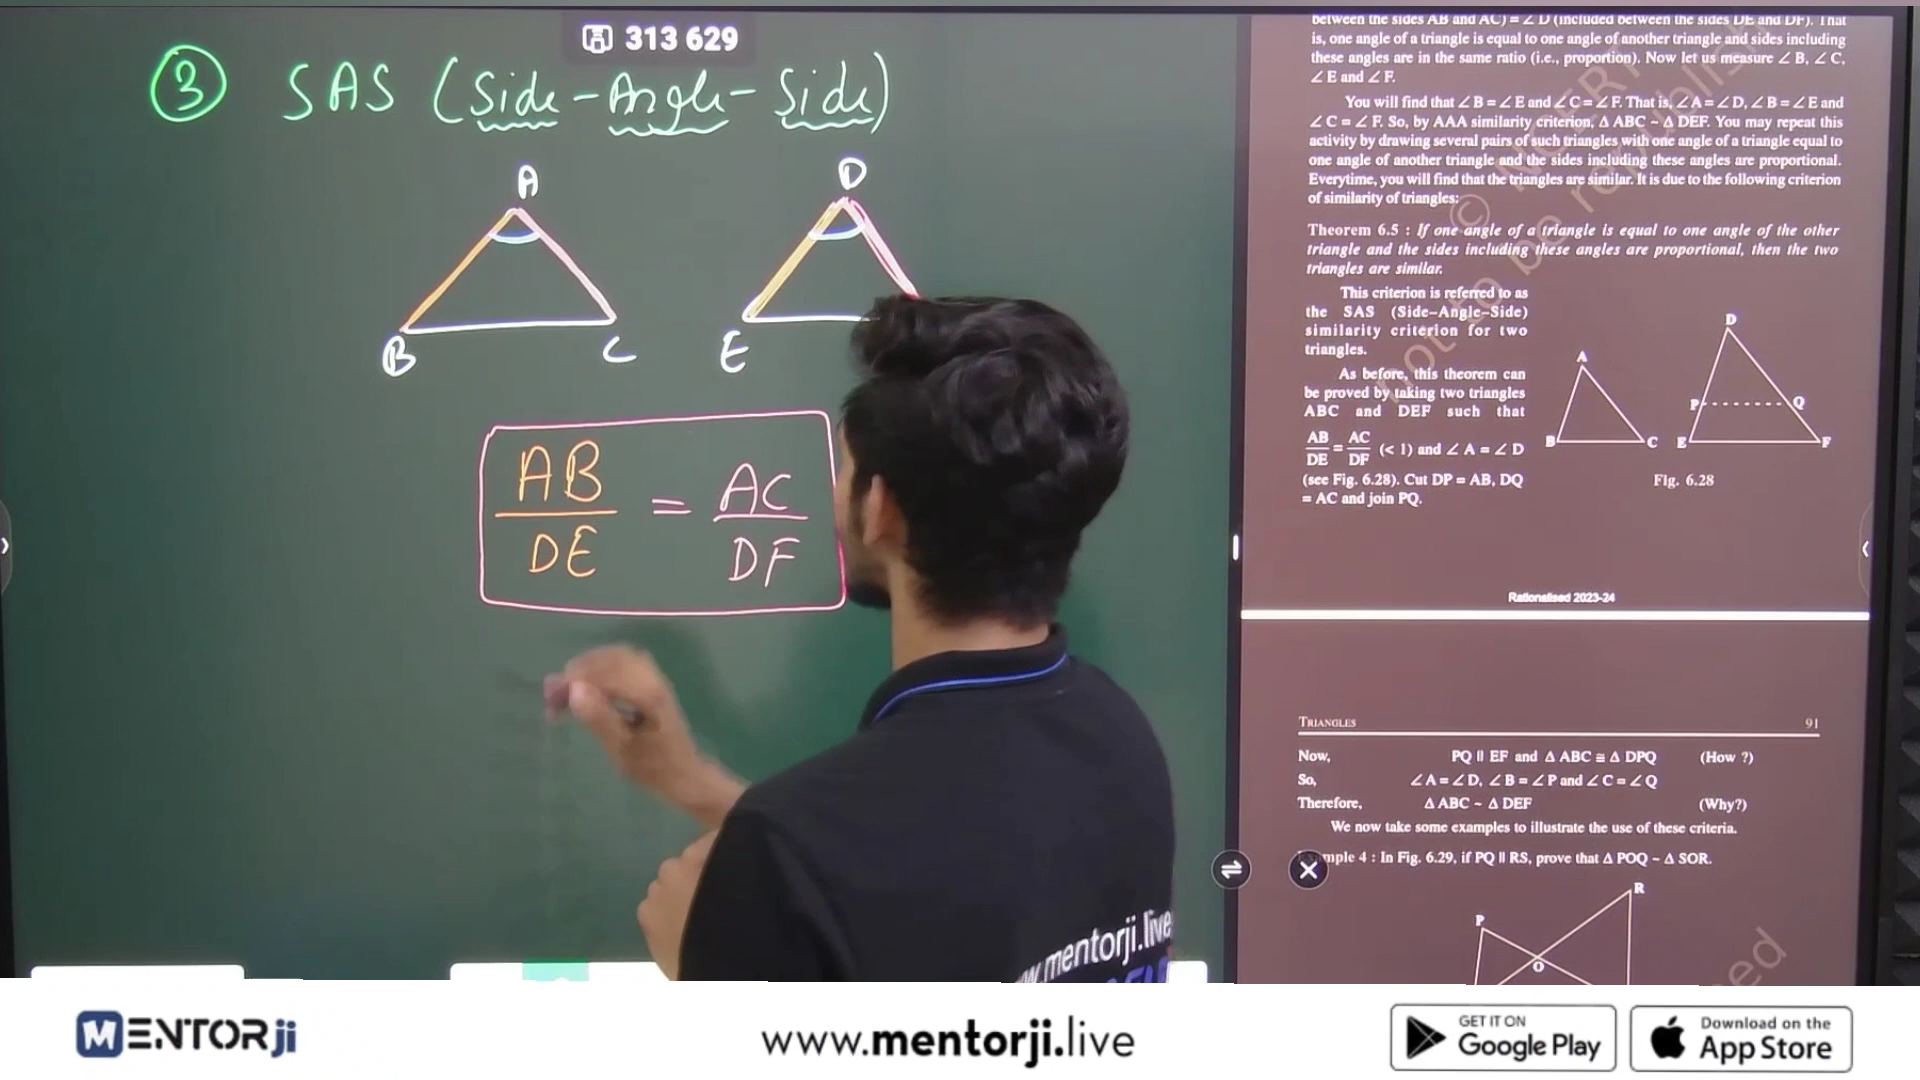 313 629
3 SAS (Side-Angle-Side)
A
D
B
C
E
AB
DE
=
AC
DF
between the sides AB and AC) = ∠ D (included between the sides DE and DF). That
is, one angle of a triangle is equal to one angle of another triangle and sides including
these angles are in the same ratio (i.e., proportion). Now let us measure ∠ B, ∠ C,
∠ E and ∠ F.
You will find that ∠ B = ∠ E and ∠ C = ∠ F. That is, ∠ A = ∠ D, ∠ B = ∠ E and
∠ C = ∠ F. So, by AAA similarity criterion, Δ ABC ~ Δ DEF. You may repeat this
activity by drawing several pairs of such triangles with one angle of a triangle equal to
one angle of another triangle and the sides including these angles are proportional.
Everytime, you will find that the triangles are similar. It is due to the following criterion
of similarity of triangles:
Theorem 6.5 : If one angle of a triangle is equal to one angle of the other
triangle and the sides including these angles are proportional, then the two
triangles are similar.
This criterion is referred to as
the SAS (Side–Angle–Side)
similarity criterion for two
triangles.
As before, this theorem can
be proved by taking two triangles
ABC and DEF such that
AB/DE = AC/DF (< 1) and ∠ A = ∠ D
(see Fig. 6.28). Cut DP = AB, DQ
= AC and join PQ.
A
B
C
D
P
Q
E
F
Fig. 6.28
Rationalised 2023-24
TRIANGLES 91
Now, PQ || EF and Δ ABC ≅ Δ DPQ (How ?)
So, ∠ A = ∠ D, ∠ B = ∠ P and ∠ C = ∠ Q
Therefore, Δ ABC ~ Δ DEF (Why?)
We now take some examples to illustrate the use of these criteria.
mple 4 : In Fig. 6.29, if PQ || RS, prove that Δ POQ ~ Δ SOR.
P
R
O
© NCERT
not to be republish
ed
w.mentorji.live
MENTORji
www.mentorji.live
GET IT ON
Google Play
Download on the
App Store